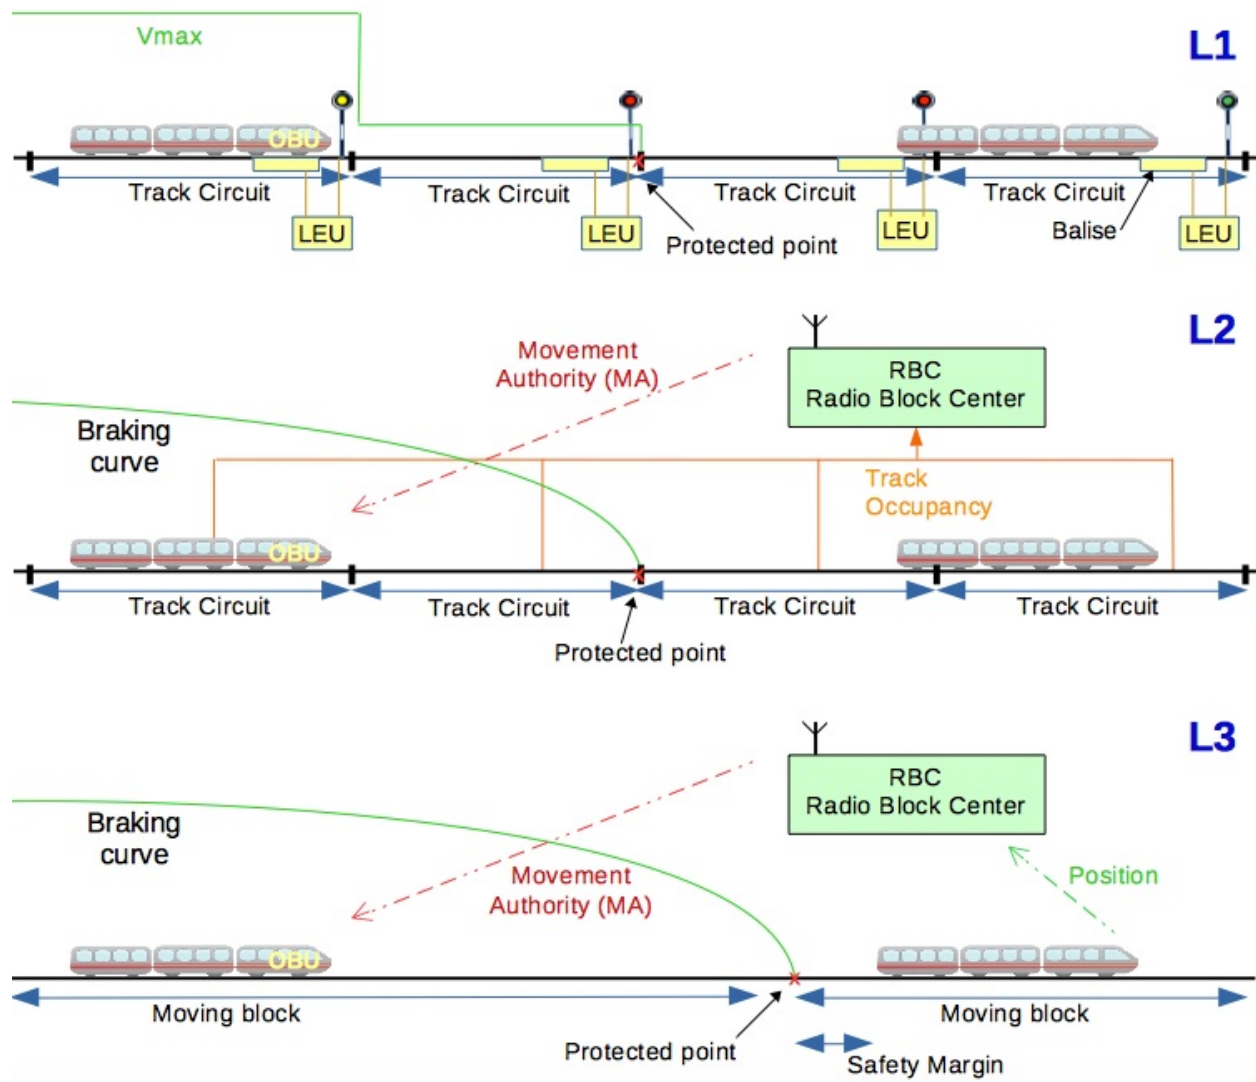 L1
Vmax
OBU
Track Circuit
Track Circuit
Track Circuit
Track Circuit
LEU
LEU
LEU
LEU
Protected point
Balise
L2
Movement
Authority (MA)
RBC
Radio Block Center
Braking
curve
Track
Occupancy
OBU
Track Circuit
Track Circuit
Track Circuit
Track Circuit
Protected point
L3
RBC
Radio Block Center
Braking
curve
Movement
Authority (MA)
Position
OBU
Moving block
Moving block
Protected point
Safety Margin